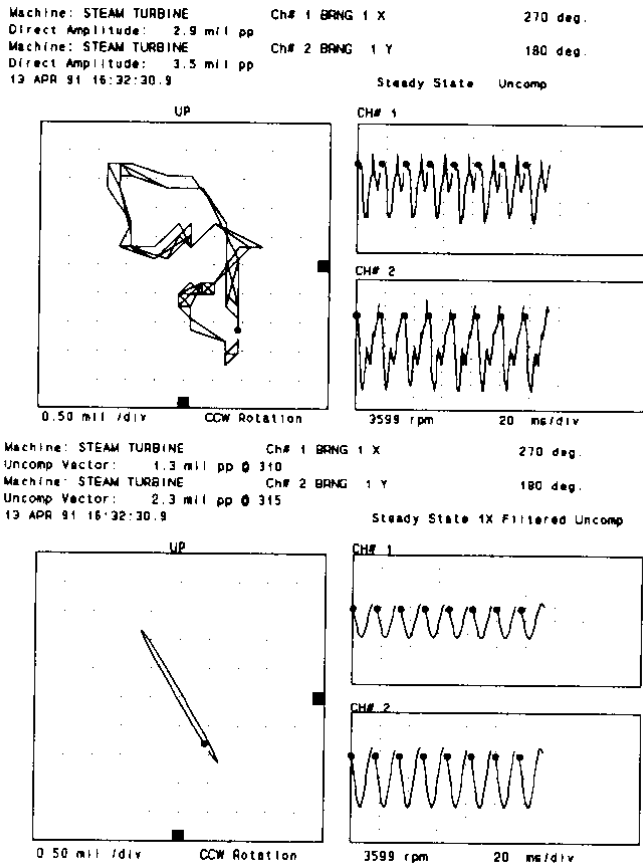 Machine: STEAM TURBINE Ch# 1 BRNG 1 X 270 deg.
Direct Amplitude: 2.9 mil pp
Machine: STEAM TURBINE Ch# 2 BRNG 1 Y 180 deg.
Direct Amplitude: 3.5 mil pp
13 APR 91 16:32:30.9 Steady State Uncomp
UP
CH# 1
CH# 2
0.50 mil /div CCW Rotation 3599 rpm 20 ms/div
Machine: STEAM TURBINE Ch# 1 BRNG 1 X 270 deg.
Uncomp Vector: 1.3 mil pp @ 310
Machine: STEAM TURBINE Ch# 2 BRNG 1 Y 180 deg.
Uncomp Vector: 2.3 mil pp @ 315
13 APR 91 16:32:30.9 Steady State 1X Filtered Uncomp
UP
CH# 1
CH# 2
0.50 mil /div CCW Rotation 3599 rpm 20 ms/div